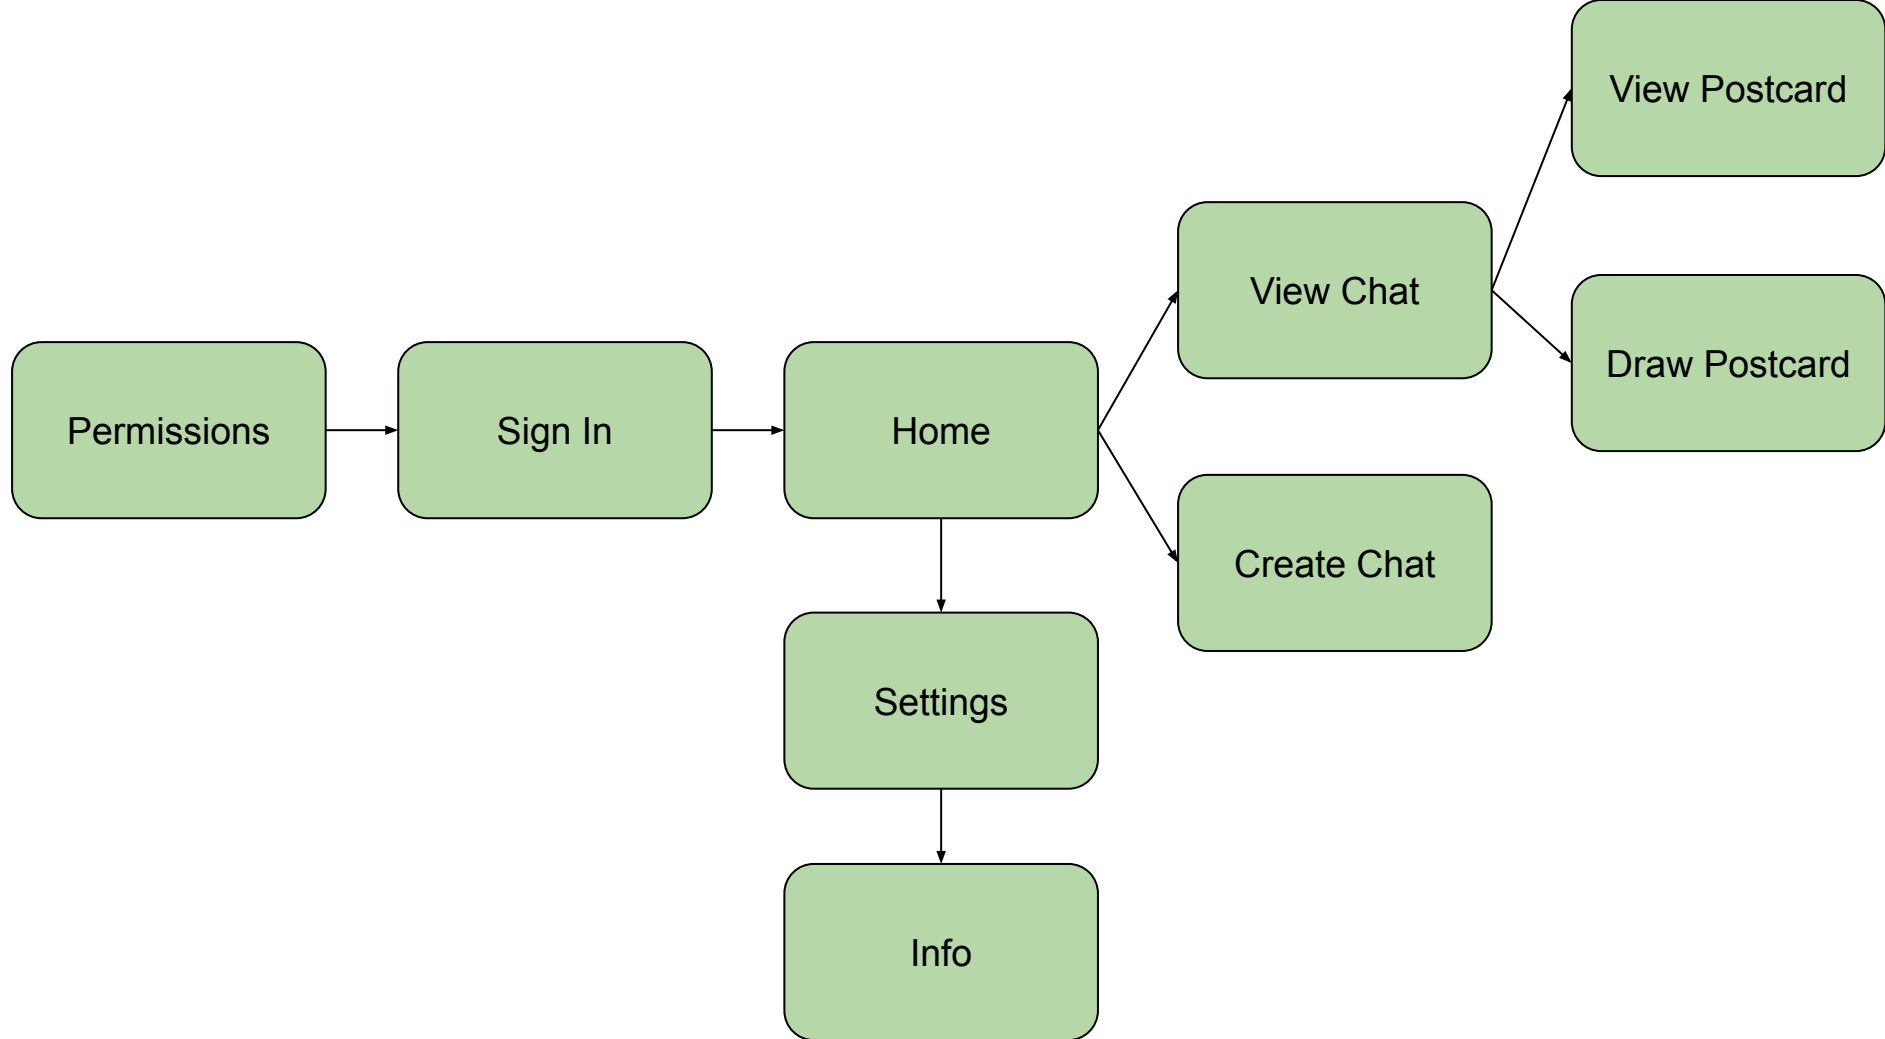 View Postcard
View Chat
Draw Postcard
Permissions
Sign In
Home
Create Chat
Settings
Info